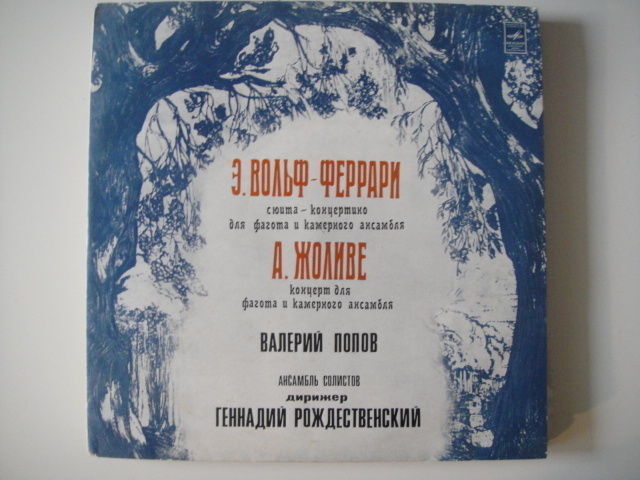 Э. ВОЛЬФ-ФЕРРАРИ
сюита-концертино
для фагота и камерного ансамбля
А. ЖОЛИВЕ
концерт для
фагота и камерного ансамбля
ВАЛЕРИЙ ПОПОВ
АНСАМБЛЬ СОЛИСТОВ
дирижер
ГЕННАДИЙ РОЖДЕСТВЕНСКИЙ